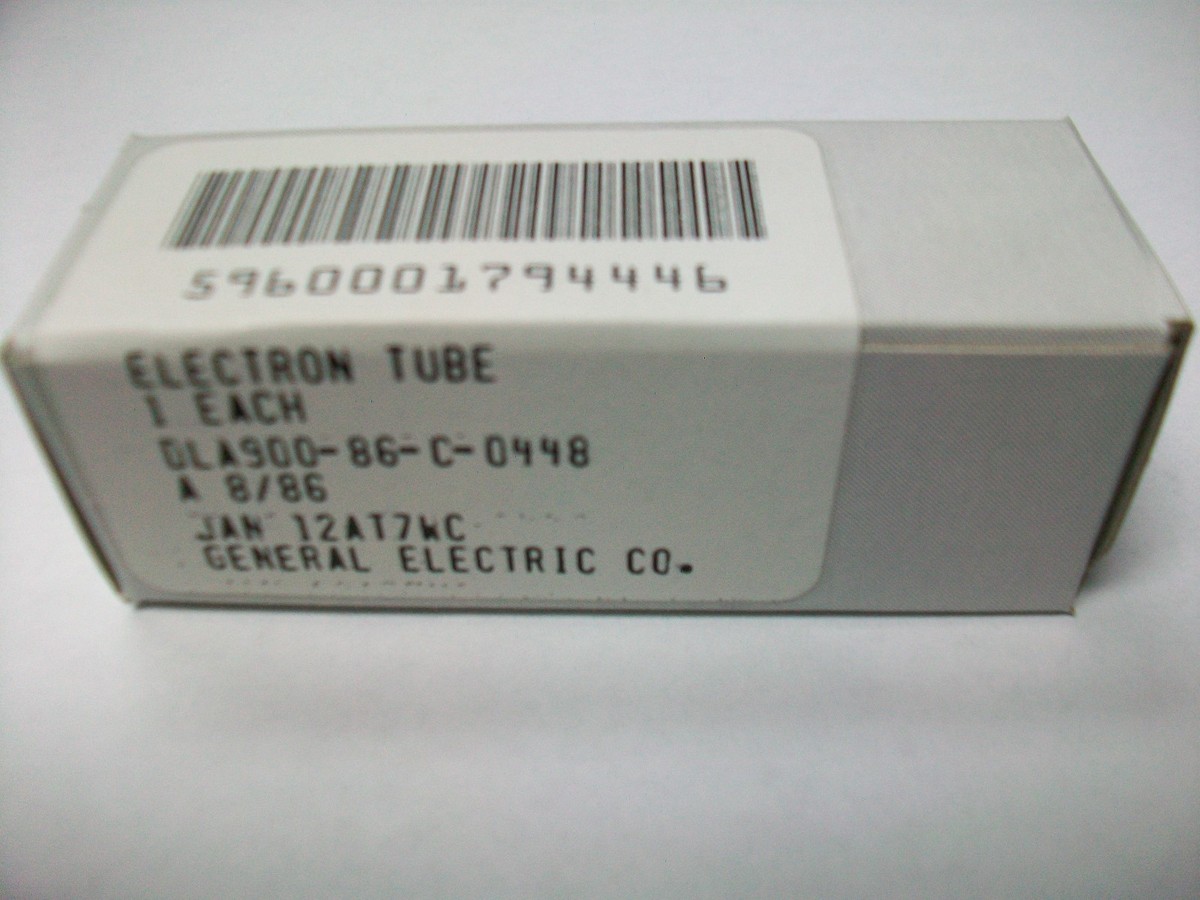 5960001794446
ELECTRON TUBE
1 EACH
DLA900-86-C-0448
A 8/86
JAN 12AT7WC
GENERAL ELECTRIC CO.